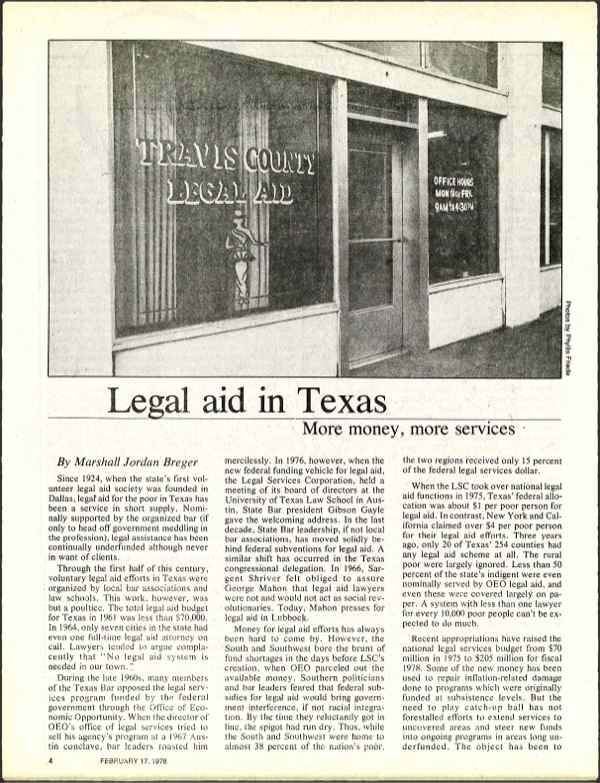 TRAVIS COUNTY
LEGAL AID
OFFICE HOURS
MON thru FRI.
9AM to 4:30PM
Photos by Phyllis Frede
Legal aid in Texas
More money, more services
By Marshall Jordan Breger
Since 1924, when the state's first vol-
unteer legal aid society was founded in
Dallas, legal aid for the poor in Texas has
been a service in short supply. Nomi-
nally supported by the organized bar (if
only to head off government meddling in
the profession), legal assistance has been
continually underfunded although never
in want of clients.
Through the first half of this century,
voluntary legal aid efforts in Texas were
organized by local bar associations and
law schools. This work, however, was
but a poultice. The total legal aid budget
for Texas in 1961 was less than $70,000.
In 1964, only seven cities in the state had
even one full-time legal aid attorney on
call. Lawyers tended to argue compla-
cently that "No legal aid system is
needed in our town."
During the late 1960s, many members
of the Texas Bar opposed the legal serv-
ices program funded by the federal
government through the Office of Eco-
nomic Opportunity. When the director of
OEO's office of legal services tried to
sell his agency's program at a 1967 Aus-
tin conclave, bar leaders roasted him
mercilessly. In 1976, however, when the
new federal funding vehicle for legal aid,
the Legal Services Corporation, held a
meeting of its board of directors at the
University of Texas Law School in Aus-
tin, State Bar president Gibson Gayle
gave the welcoming address. In the last
decade, State Bar leadership, if not local
bar associations, has moved solidly be-
hind federal subventions for legal aid. A
similar shift has occurred in the Texas
congressional delegation. In 1966, Sar-
gent Shriver felt obliged to assure
George Mahon that legal aid lawyers
were not and would not act as social rev-
olutionaries. Today, Mahon presses for
legal aid in Lubbock.
Money for legal aid efforts has always
been hard to come by. However, the
South and Southwest bore the brunt of
fund shortages in the days before LSC's
creation, when OEO parceled out the
available money. Southern politicians
and bar leaders feared that federal sub-
sidies for legal aid would bring govern-
ment interference, if not racial integra-
tion. By the time they reluctantly got in
line, the spigot had run dry. Thus, while
the South and Southwest were home to
almost 38 percent of the nation's poor,
the two regions received only 15 percent
of the federal legal services dollar.
When the LSC took over national legal
aid functions in 1975, Texas' federal allo-
cation was about $1 per poor person for
legal aid. In contrast, New York and Cal-
ifornia claimed over $4 per poor person
for their legal aid efforts. Three years
ago, only 20 of Texas' 254 counties had
any legal aid scheme at all. The rural
poor were largely ignored. Less than 50
percent of the state's indigent were even
nominally served by OEO legal aid, and
even these were covered largely on pa-
per. A system with less than one lawyer
for every 10,000 poor people can't be ex-
pected to do much.
Recent appropriations have raised the
national legal services budget from $70
million in 1975 to $205 million for fiscal
1978. Some of the new money has been
used to repair inflation-related damage
done to programs which were originally
funded at subsistence levels. But the
need to play catch-up ball has not
forestalled efforts to extend services to
uncovered areas and steer new funds
into ongoing programs in areas long un-
derfunded. The object has been to
4
FEBRUARY 17, 1978